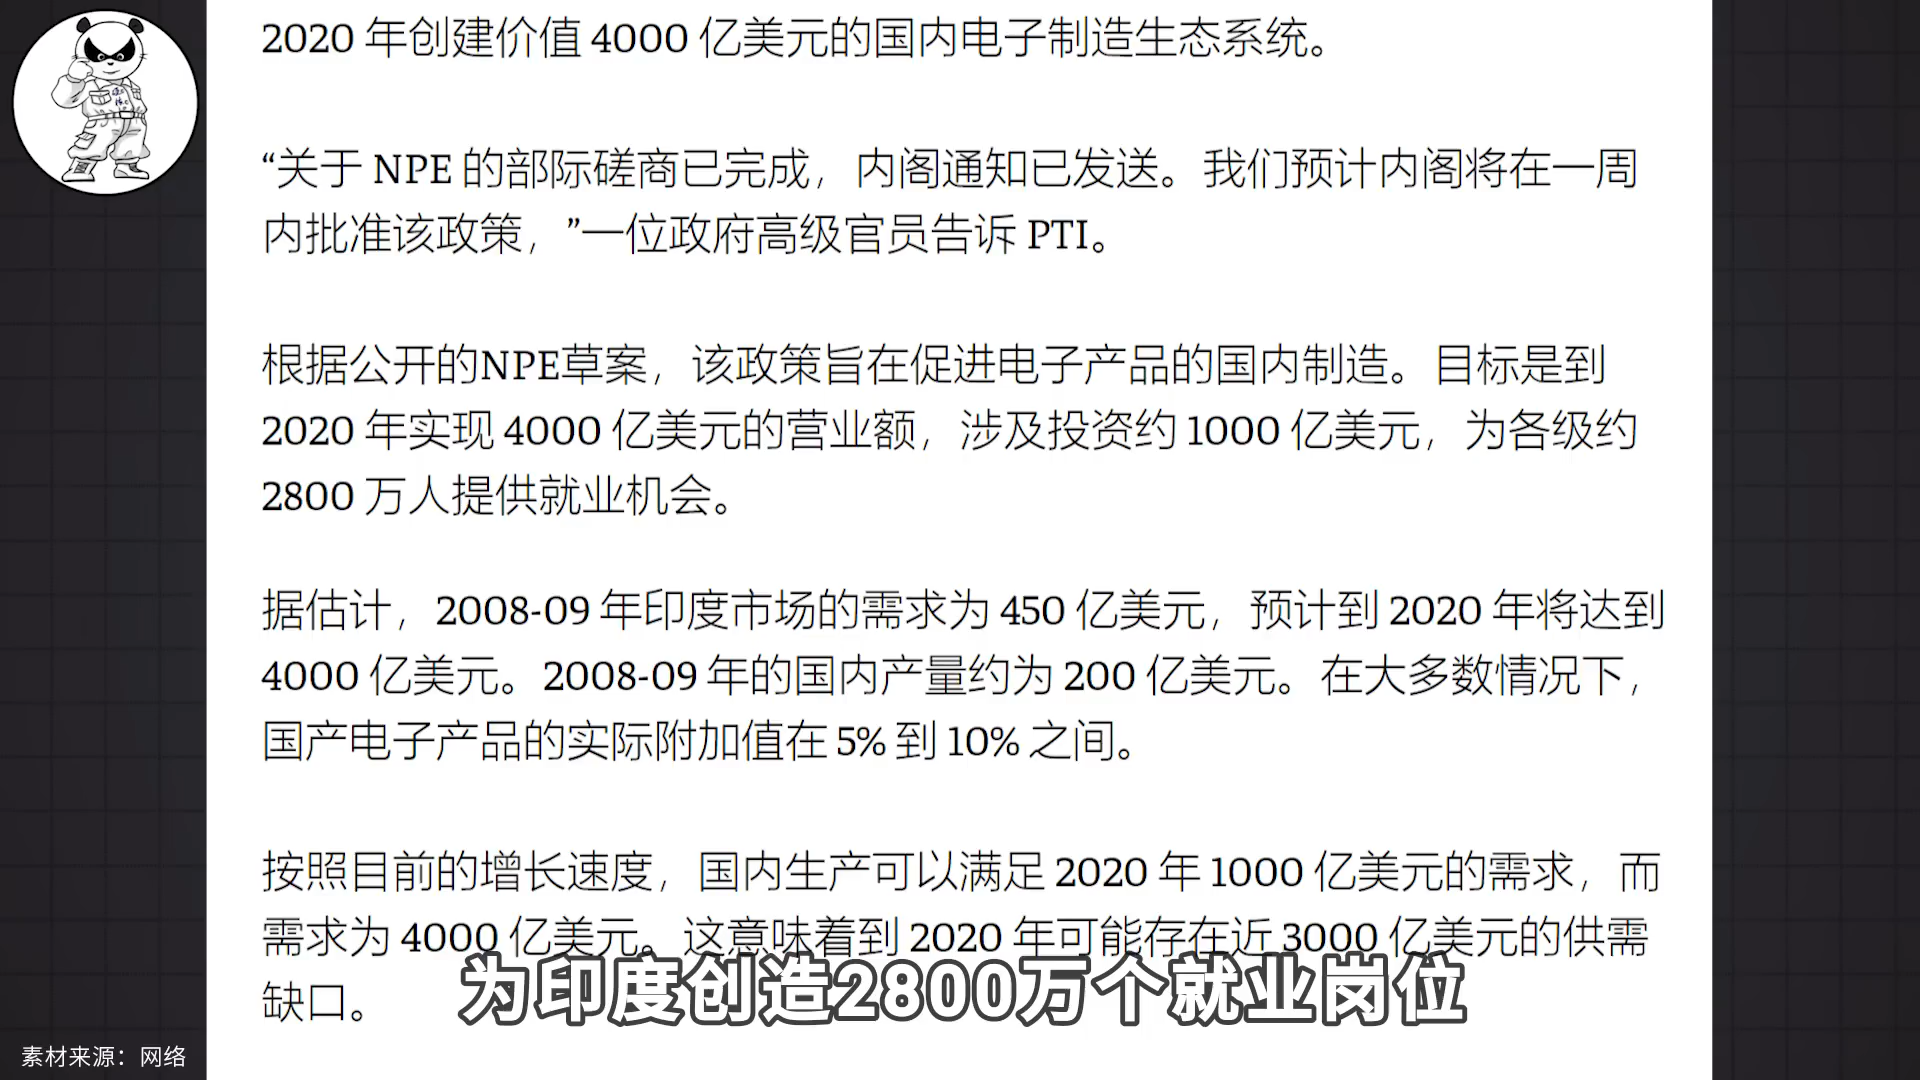 2020 年创建价值 4000 亿美元的国内电子制造生态系统。
“关于 NPE 的部际磋商已完成，内阁通知已发送。我们预计内阁将在一周
内批准该政策，”一位政府高级官员告诉 PTI。
根据公开的NPE草案，该政策旨在促进电子产品的国内制造。目标是到
2020 年实现 4000 亿美元的营业额，涉及投资约 1000 亿美元，为各级约
2800 万人提供就业机会。
据估计，2008-09 年印度市场的需求为 450 亿美元，预计到 2020 年将达到
4000 亿美元。2008-09 年的国内产量约为 200 亿美元。在大多数情况下，
国产电子产品的实际附加值在 5% 到 10% 之间。
按照目前的增长速度，国内生产可以满足 2020 年 1000 亿美元的需求，而
需求为 4000 亿美元。这意味着到 2020 年可能存在近 3000 亿美元的供需
缺口。
为印度创造2800万个就业岗位
素材来源：网络